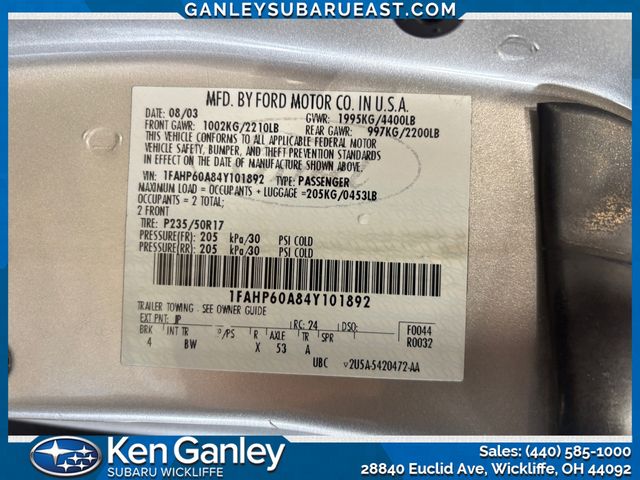 GANLEYSUBARUEAST.COM
MFD. BY FORD MOTOR CO. IN U.S.A.
DATE: 08/03 GVWR: 1995KG/4400LB
FRONT GAWR: 1002KG/2210LB REAR GAWR: 997KG/2200LB
THIS VEHICLE CONFORMS TO ALL APPLICABLE FEDERAL MOTOR
VEHICLE SAFETY, BUMPER, AND THEFT PREVENTION STANDARDS
IN EFFECT ON THE DATE OF MANUFACTURE SHOWN ABOVE.
VIN: 1FAHP60A84Y101892 TYPE: PASSENGER
MAXIMUM LOAD = OCCUPANTS + LUGGAGE =205KG/0453LB
OCCUPANTS = 2 TOTAL;
2 FRONT
TIRE: P235/50R17
PRESSURE(FR): 205 kPa/30 PSI COLD
PRESSURE(RR): 205 kPa/30 PSI COLD
1FAHP60A84Y101892
TRAILER TOWING - SEE OWNER GUIDE
EXT PNT: JP RC: 24 DSO: F0044
BRK INT TR P/PS R AXLE TR SPR R0032
4 BW X 53 A
UBC 2U5A-5420472-AA
Ken Ganley
SUBARU WICKLIFFE
Sales: (440) 585-1000
28840 Euclid Ave, Wickliffe, OH 44092